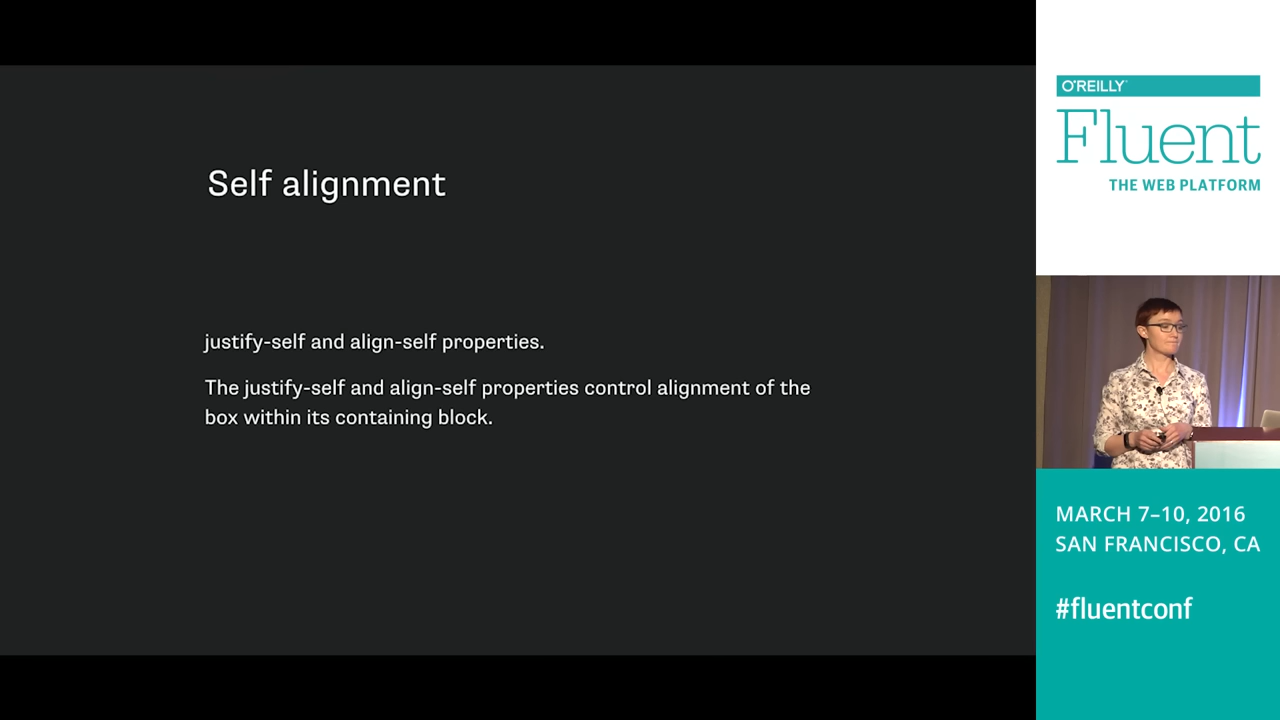 Self alignment
justify-self and align-self properties.
The justify-self and align-self properties control alignment of the
box within its containing block.
O'REILLY™
Fluent
THE WEB PLATFORM
MARCH 7–10, 2016
SAN FRANCISCO, CA
#fluentconf